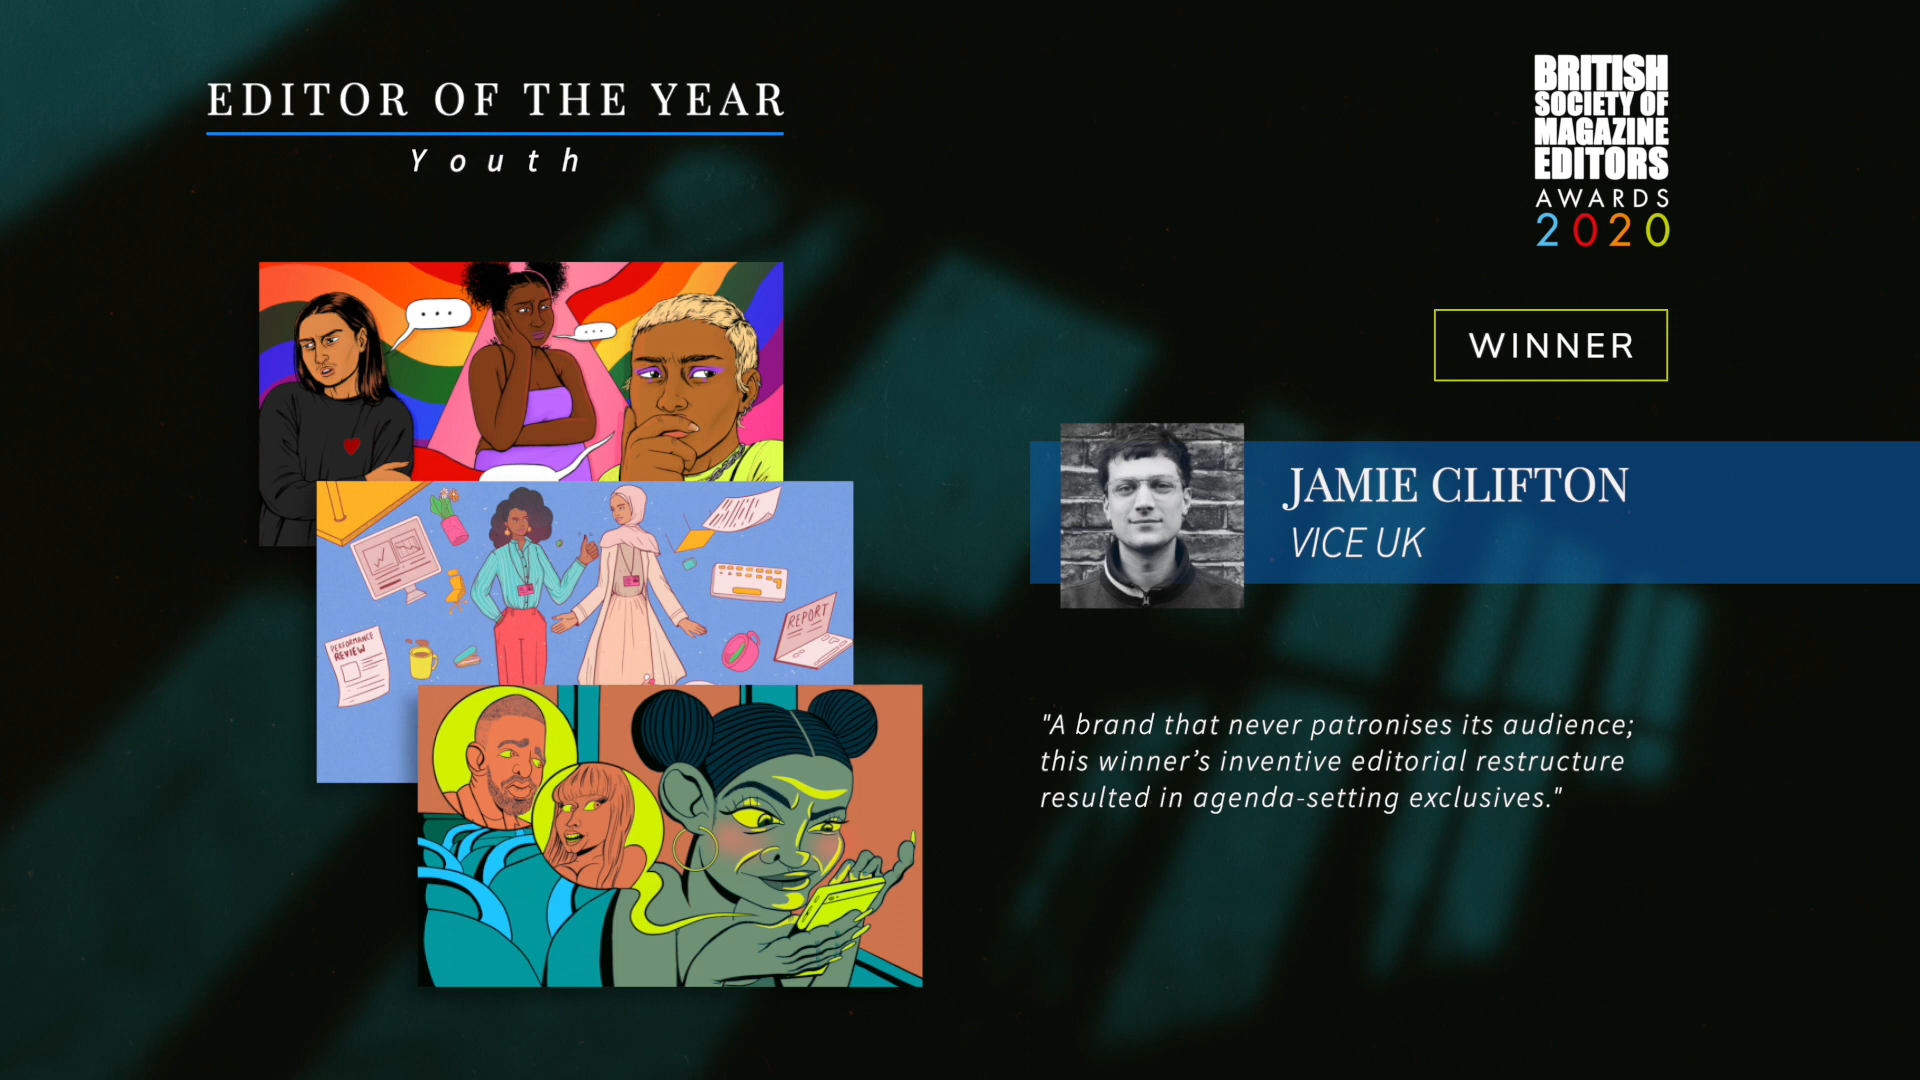 EDITOR OF THE YEAR
Youth
BRITISH
SOCIETY OF
MAGAZINE
EDITORS
AWARDS
2020
WINNER
JAMIE CLIFTON
VICE UK
"A brand that never patronises its audience;
this winner’s inventive editorial restructure
resulted in agenda-setting exclusives."
...
...
PERFORMANCE
REVIEW
REPORT